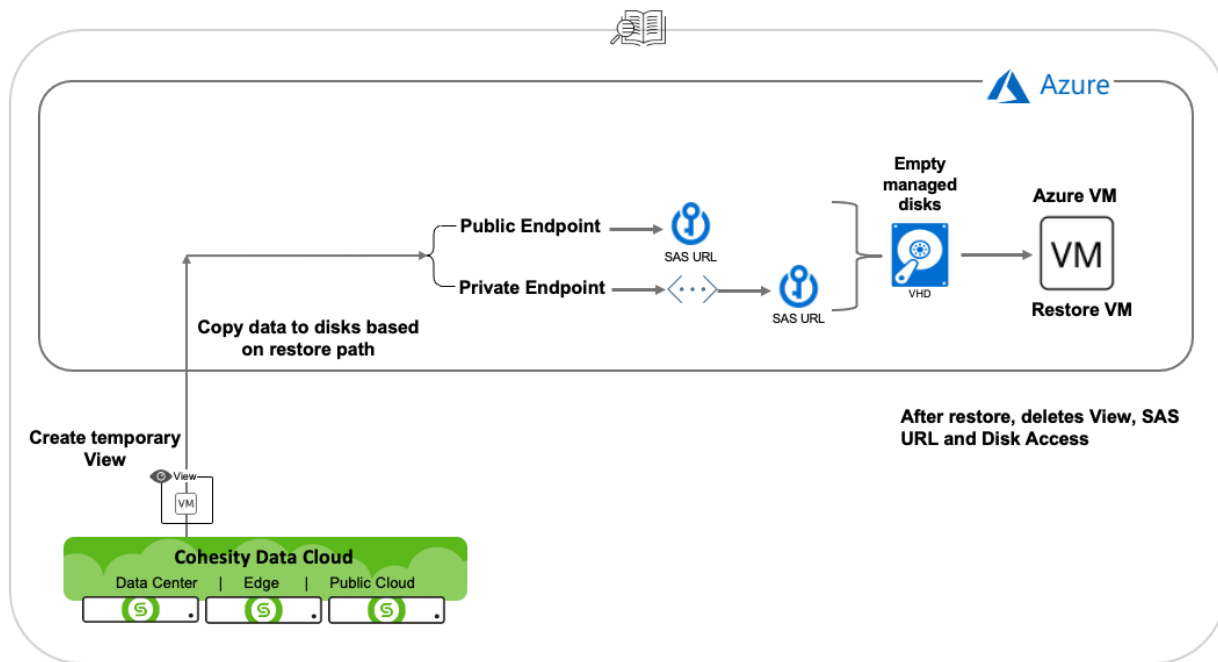 Azure
Empty
managed
disks
Azure VM
Public Endpoint
SAS URL
VM
Private Endpoint
SAS URL
VHD
Restore VM
Copy data to disks based
on restore path
After restore, deletes View, SAS
URL and Disk Access
Create temporary
View
View
VM
Cohesity Data Cloud
Data Center | Edge | Public Cloud